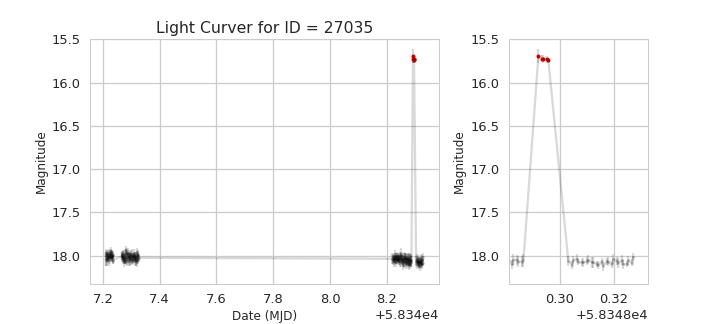 Light Curver for ID = 27035
15.5
16.0
16.5
17.0
17.5
18.0
Magnitude
7.2 7.4 7.6 7.8 8.0 8.2
Date (MJD) +5.834e4
15.5
16.0
16.5
17.0
17.5
18.0
Magnitude
0.30 0.32
+5.8348e4